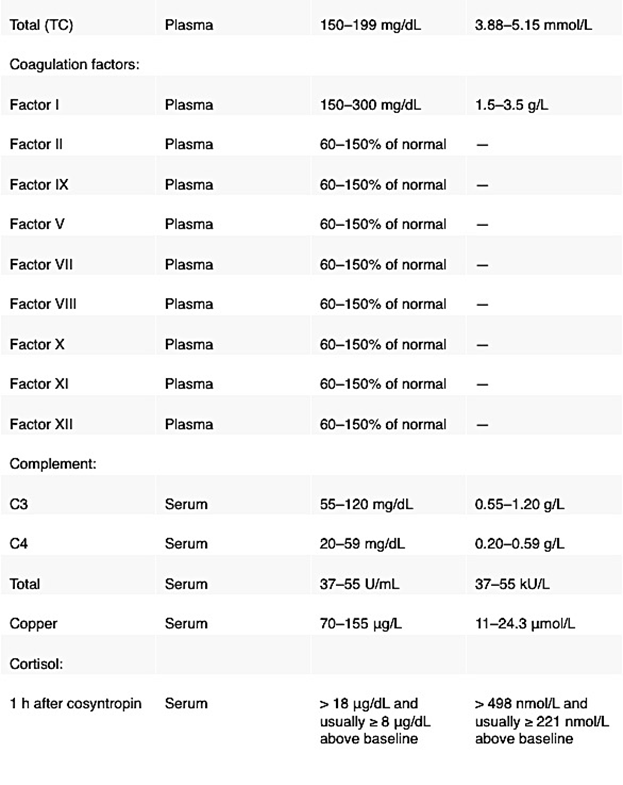 Total (TC) Plasma 150–199 mg/dL 3.88–5.15 mmol/L
Coagulation factors:
Factor I Plasma 150–300 mg/dL 1.5–3.5 g/L
Factor II Plasma 60–150% of normal —
Factor IX Plasma 60–150% of normal —
Factor V Plasma 60–150% of normal —
Factor VII Plasma 60–150% of normal —
Factor VIII Plasma 60–150% of normal —
Factor X Plasma 60–150% of normal —
Factor XI Plasma 60–150% of normal —
Factor XII Plasma 60–150% of normal —
Complement:
C3 Serum 55–120 mg/dL 0.55–1.20 g/L
C4 Serum 20–59 mg/dL 0.20–0.59 g/L
Total Serum 37–55 U/mL 37–55 kU/L
Copper Serum 70–155 μg/L 11–24.3 μmol/L
Cortisol:
1 h after cosyntropin Serum > 18 μg/dL and > 498 nmol/L and
usually ≥ 8 μg/dL usually ≥ 221 nmol/L
above baseline above baseline